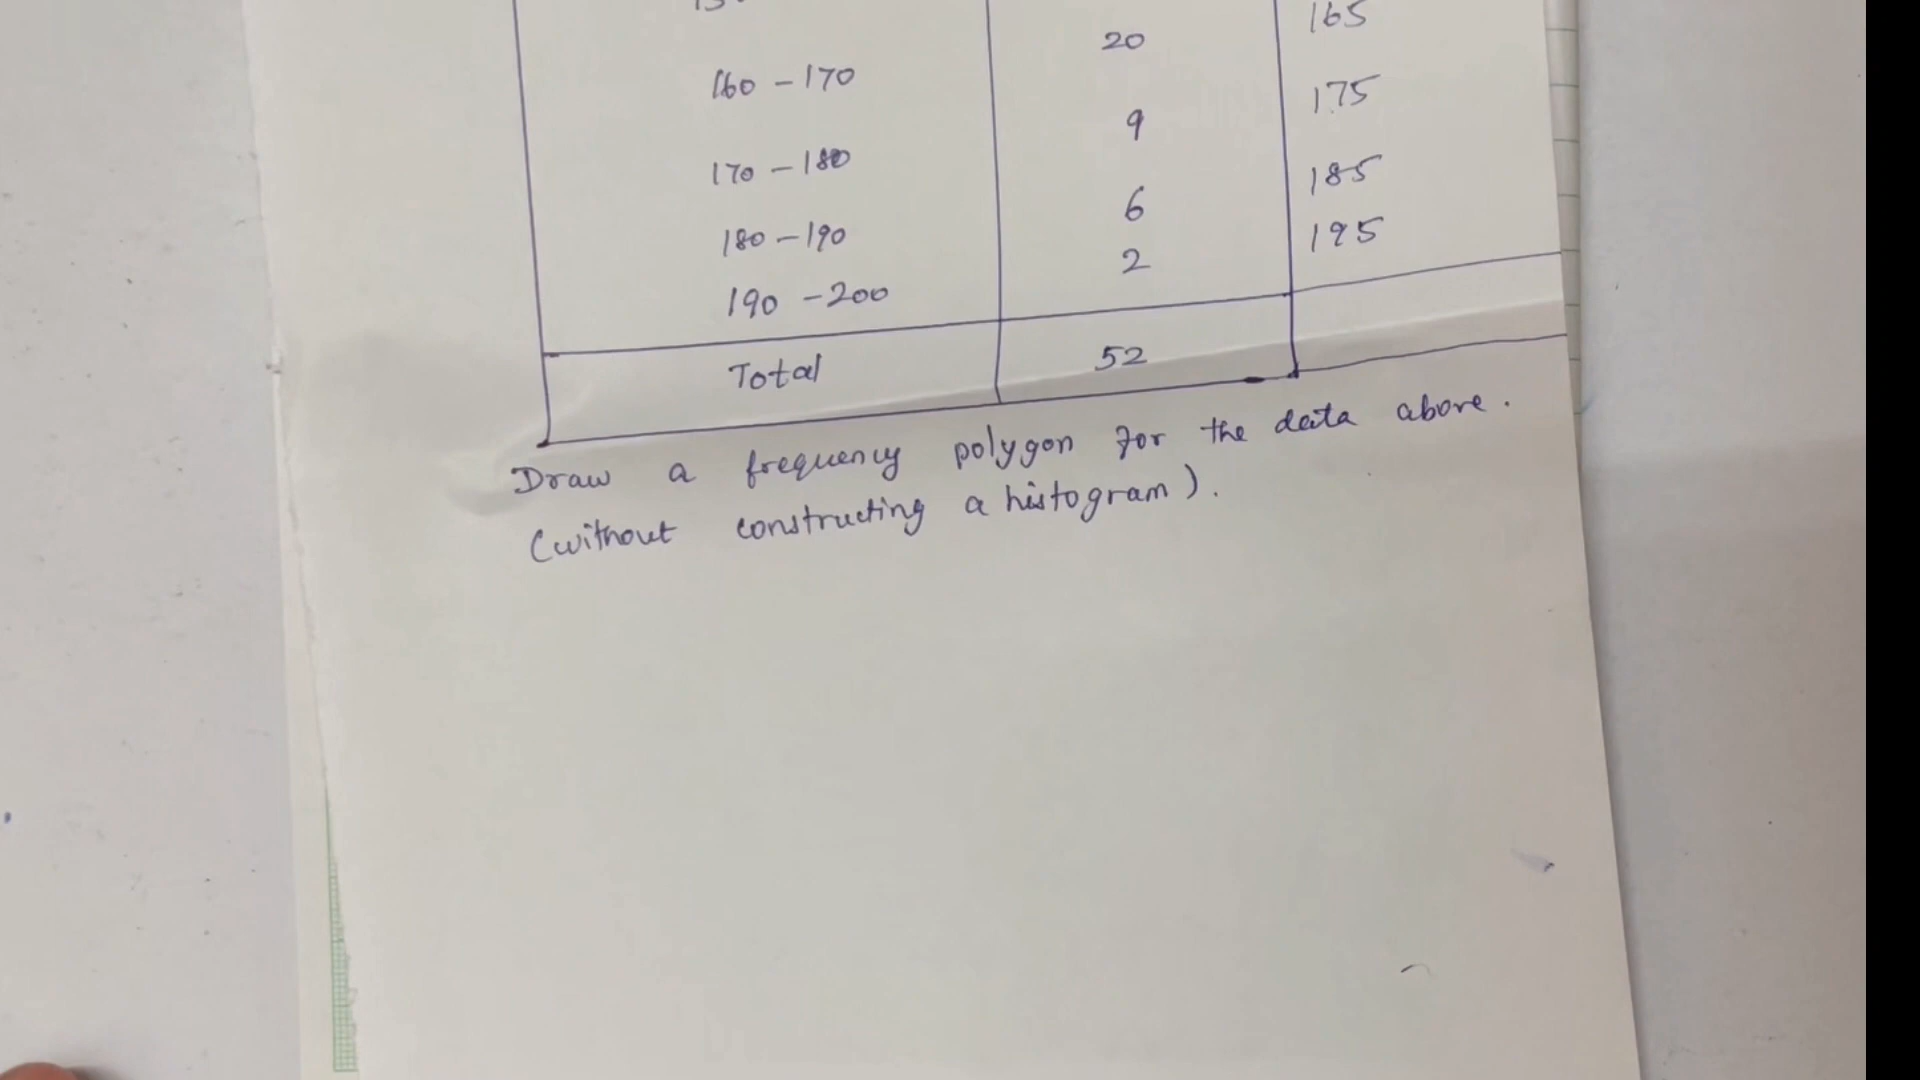 165
160 - 170 20
175
170 - 180 9
185
180 - 190 6
195
190 - 200 2
Total 52
Draw a frequency polygon for the data above.
(without constructing a histogram).